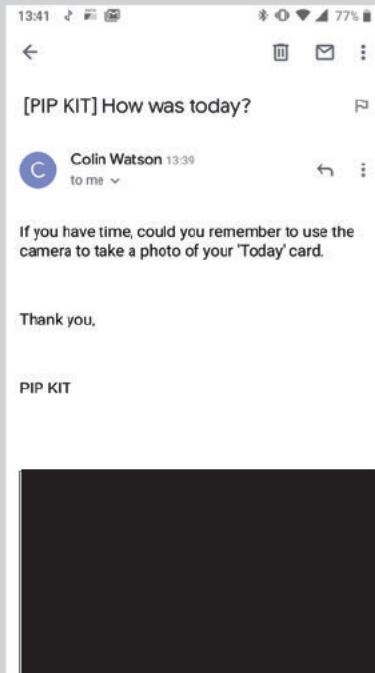 13:41
77%
[PIP KIT] How was today?
C
Colin Watson 13:39
to me
If you have time, could you remember to use the
camera to take a photo of your 'Today' card.
Thank you,
PIP KIT